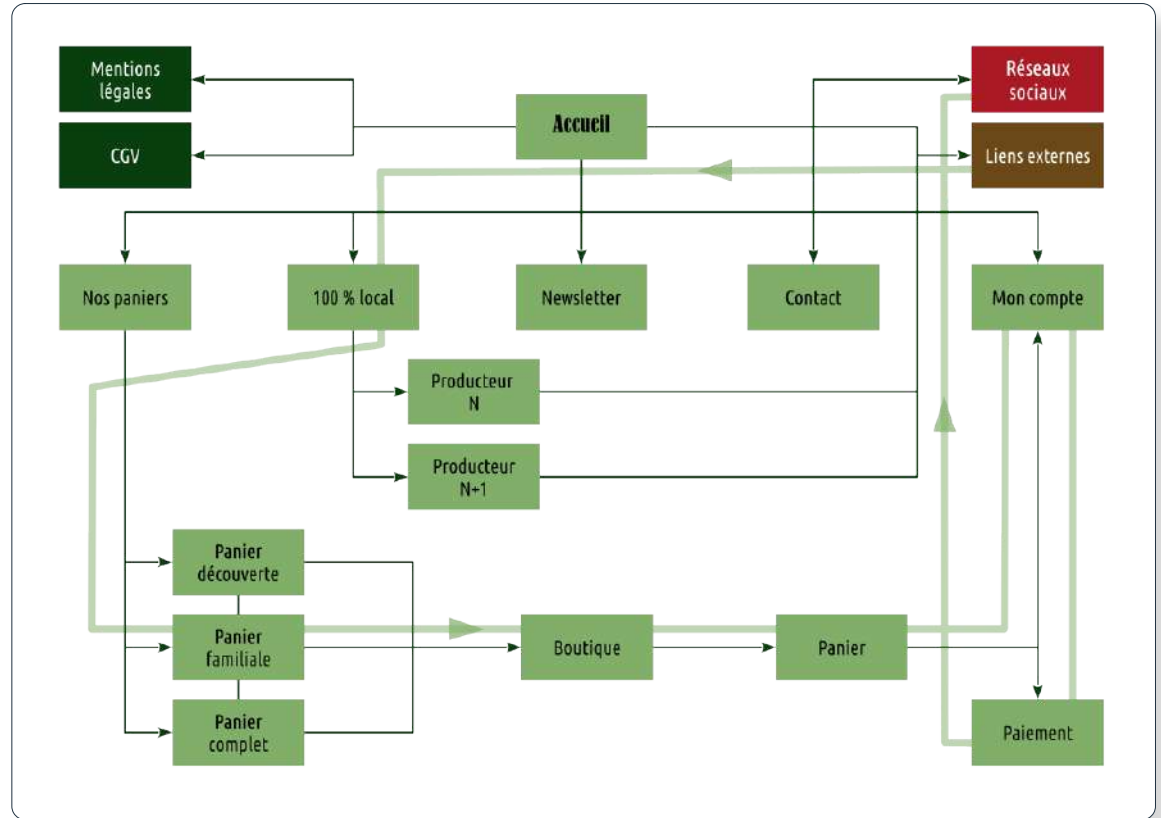 Mentions
légales
Réseaux
sociaux
Accueil
CGV
Liens externes
Nos paniers
100 % local
Newsletter
Contact
Mon compte
Producteur
N
Producteur
N+1
Panier
découverte
Panier
familiale
Boutique
Panier
Panier
complet
Paiement